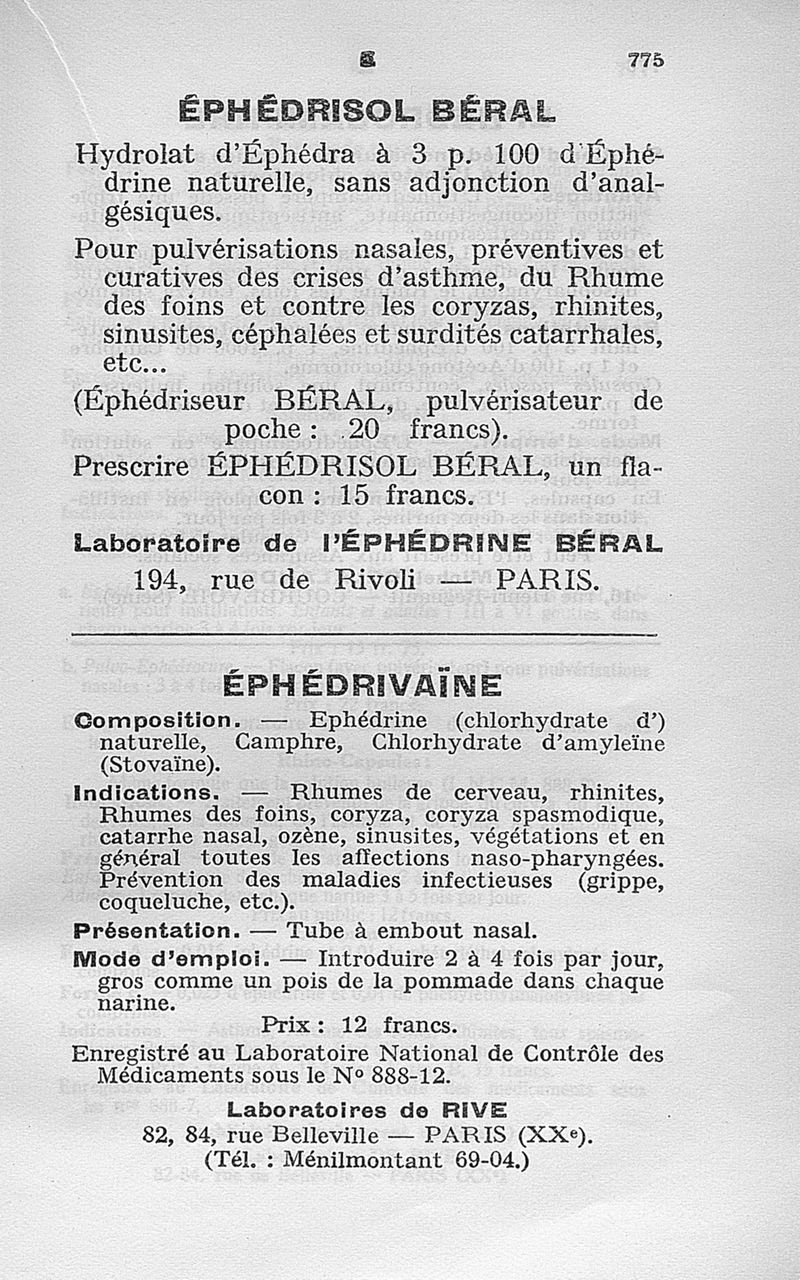 E 775
ÉPHÉDRISOL BÉRAL
Hydrolat d'Éphédra à 3 p. 100 d'Éphé-
drine naturelle, sans adjonction d'anal-
gésiques.
Pour pulvérisations nasales, préventives et
curatives des crises d'asthme, du Rhume
des foins et contre les coryzas, rhinites,
sinusites, céphalées et surdités catarrhales,
etc...
(Éphédriseur BÉRAL, pulvérisateur de
poche : 20 francs).
Prescrire ÉPHÉDRISOL BÉRAL, un fla-
con : 15 francs.
Laboratoire de l'ÉPHÉDRINE BÉRAL
194, rue de Rivoli — PARIS.
ÉPHÉDRIVAÏNE
Composition. — Ephédrine (chlorhydrate d')
naturelle, Camphre, Chlorhydrate d'amyleïne
(Stovaïne).
Indications. — Rhumes de cerveau, rhinites,
Rhumes des foins, coryza, coryza spasmodique,
catarrhe nasal, ozène, sinusites, végétations et en
général toutes les affections naso-pharyngées.
Prévention des maladies infectieuses (grippe,
coqueluche, etc.).
Présentation. — Tube à embout nasal.
Mode d'emploi. — Introduire 2 à 4 fois par jour,
gros comme un pois de la pommade dans chaque
narine.
Prix : 12 francs.
Enregistré au Laboratoire National de Contrôle des
Médicaments sous le Nº 888-12.
Laboratoires de RIVE
82, 84, rue Belleville — PARIS (XXᵉ).
(Tél. : Ménilmontant 69-04.)